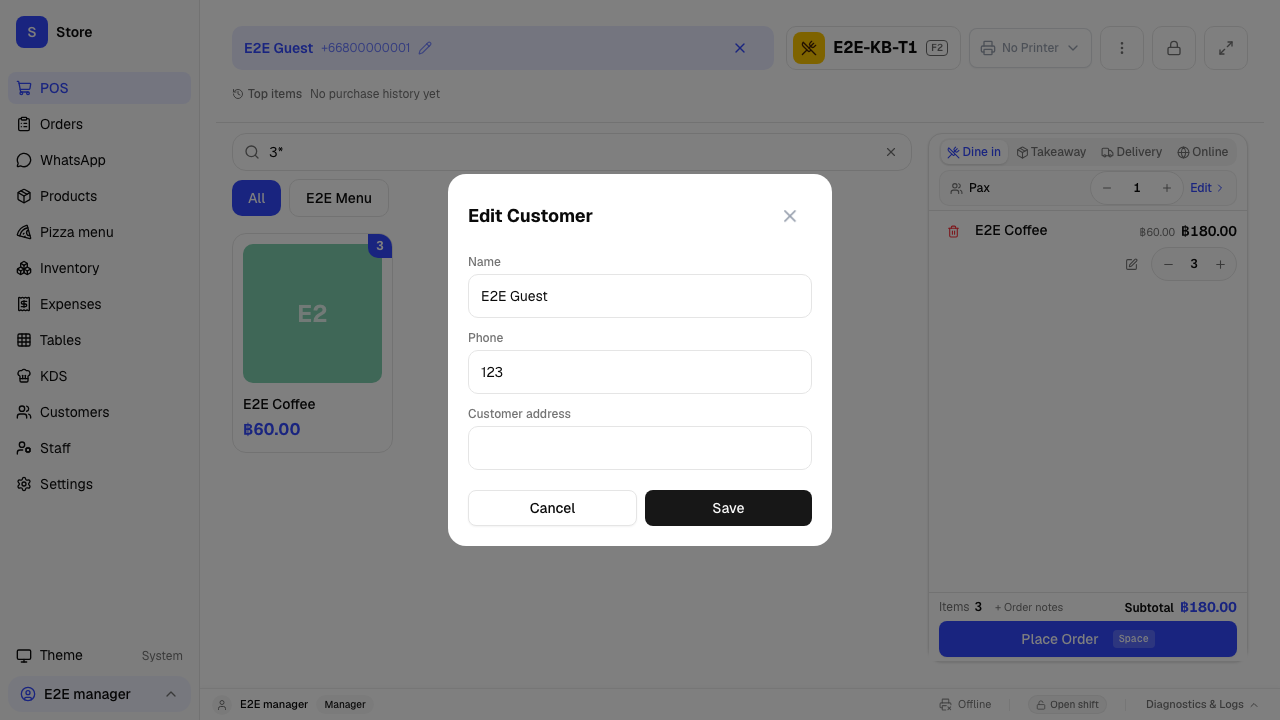 S Store
POS
Orders
WhatsApp
Products
Pizza menu
Inventory
Expenses
Tables
KDS
Customers
Staff
Settings
Theme System
E2E manager
E2E Guest +66800000001
E2E-KB-T1 F2
No Printer
Top items No purchase history yet
3*
All E2E Menu
3
E2
E2E Coffee
฿60.00
Dine in Takeaway Delivery Online
Pax 1 Edit
E2E Coffee ฿60.00 ฿180.00
3
Items 3 + Order notes Subtotal ฿180.00
Place Order Space
Edit Customer
Name
E2E Guest
Phone
123
Customer address
Cancel Save
E2E manager Manager
Offline Open shift Diagnostics & Logs